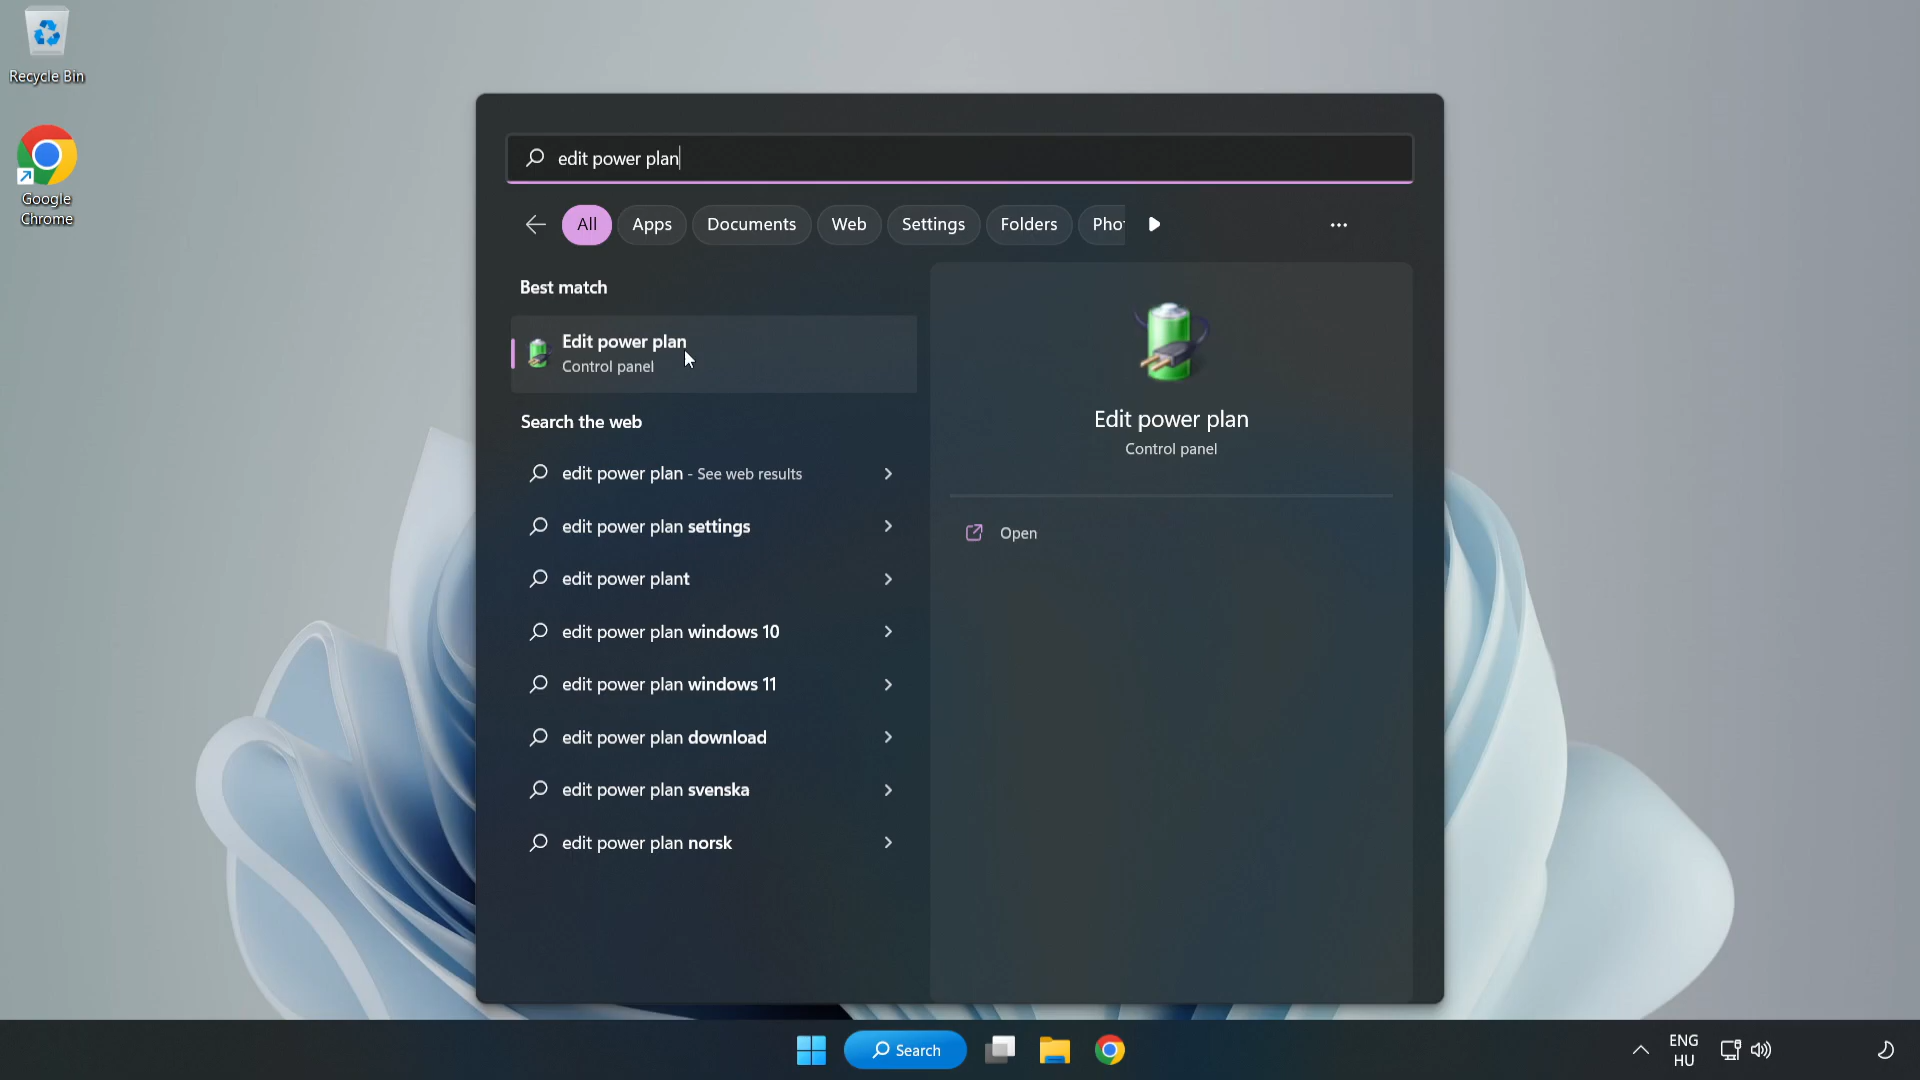 Recycle Bin
Google
Chrome
edit power plan
All
Apps
Documents
Web
Settings
Folders
Pho
Best match
Edit power plan
Control panel
Search the web
edit power plan - See web results
edit power plan settings
edit power plant
edit power plan windows 10
edit power plan windows 11
edit power plan download
edit power plan svenska
edit power plan norsk
Edit power plan
Control panel
Open
Search
ENG
HU